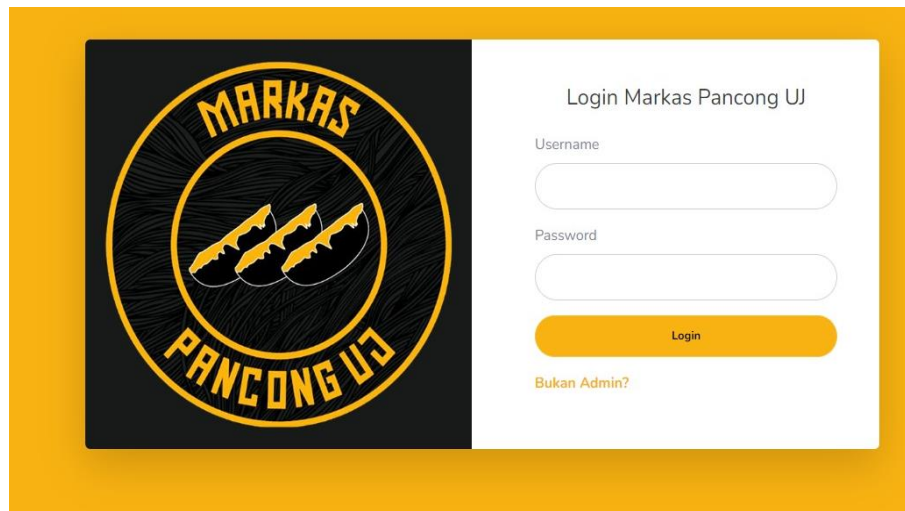 MARKAS
PANCONG UJ
Login Markas Pancong UJ
Username
Password
Login
Bukan Admin?